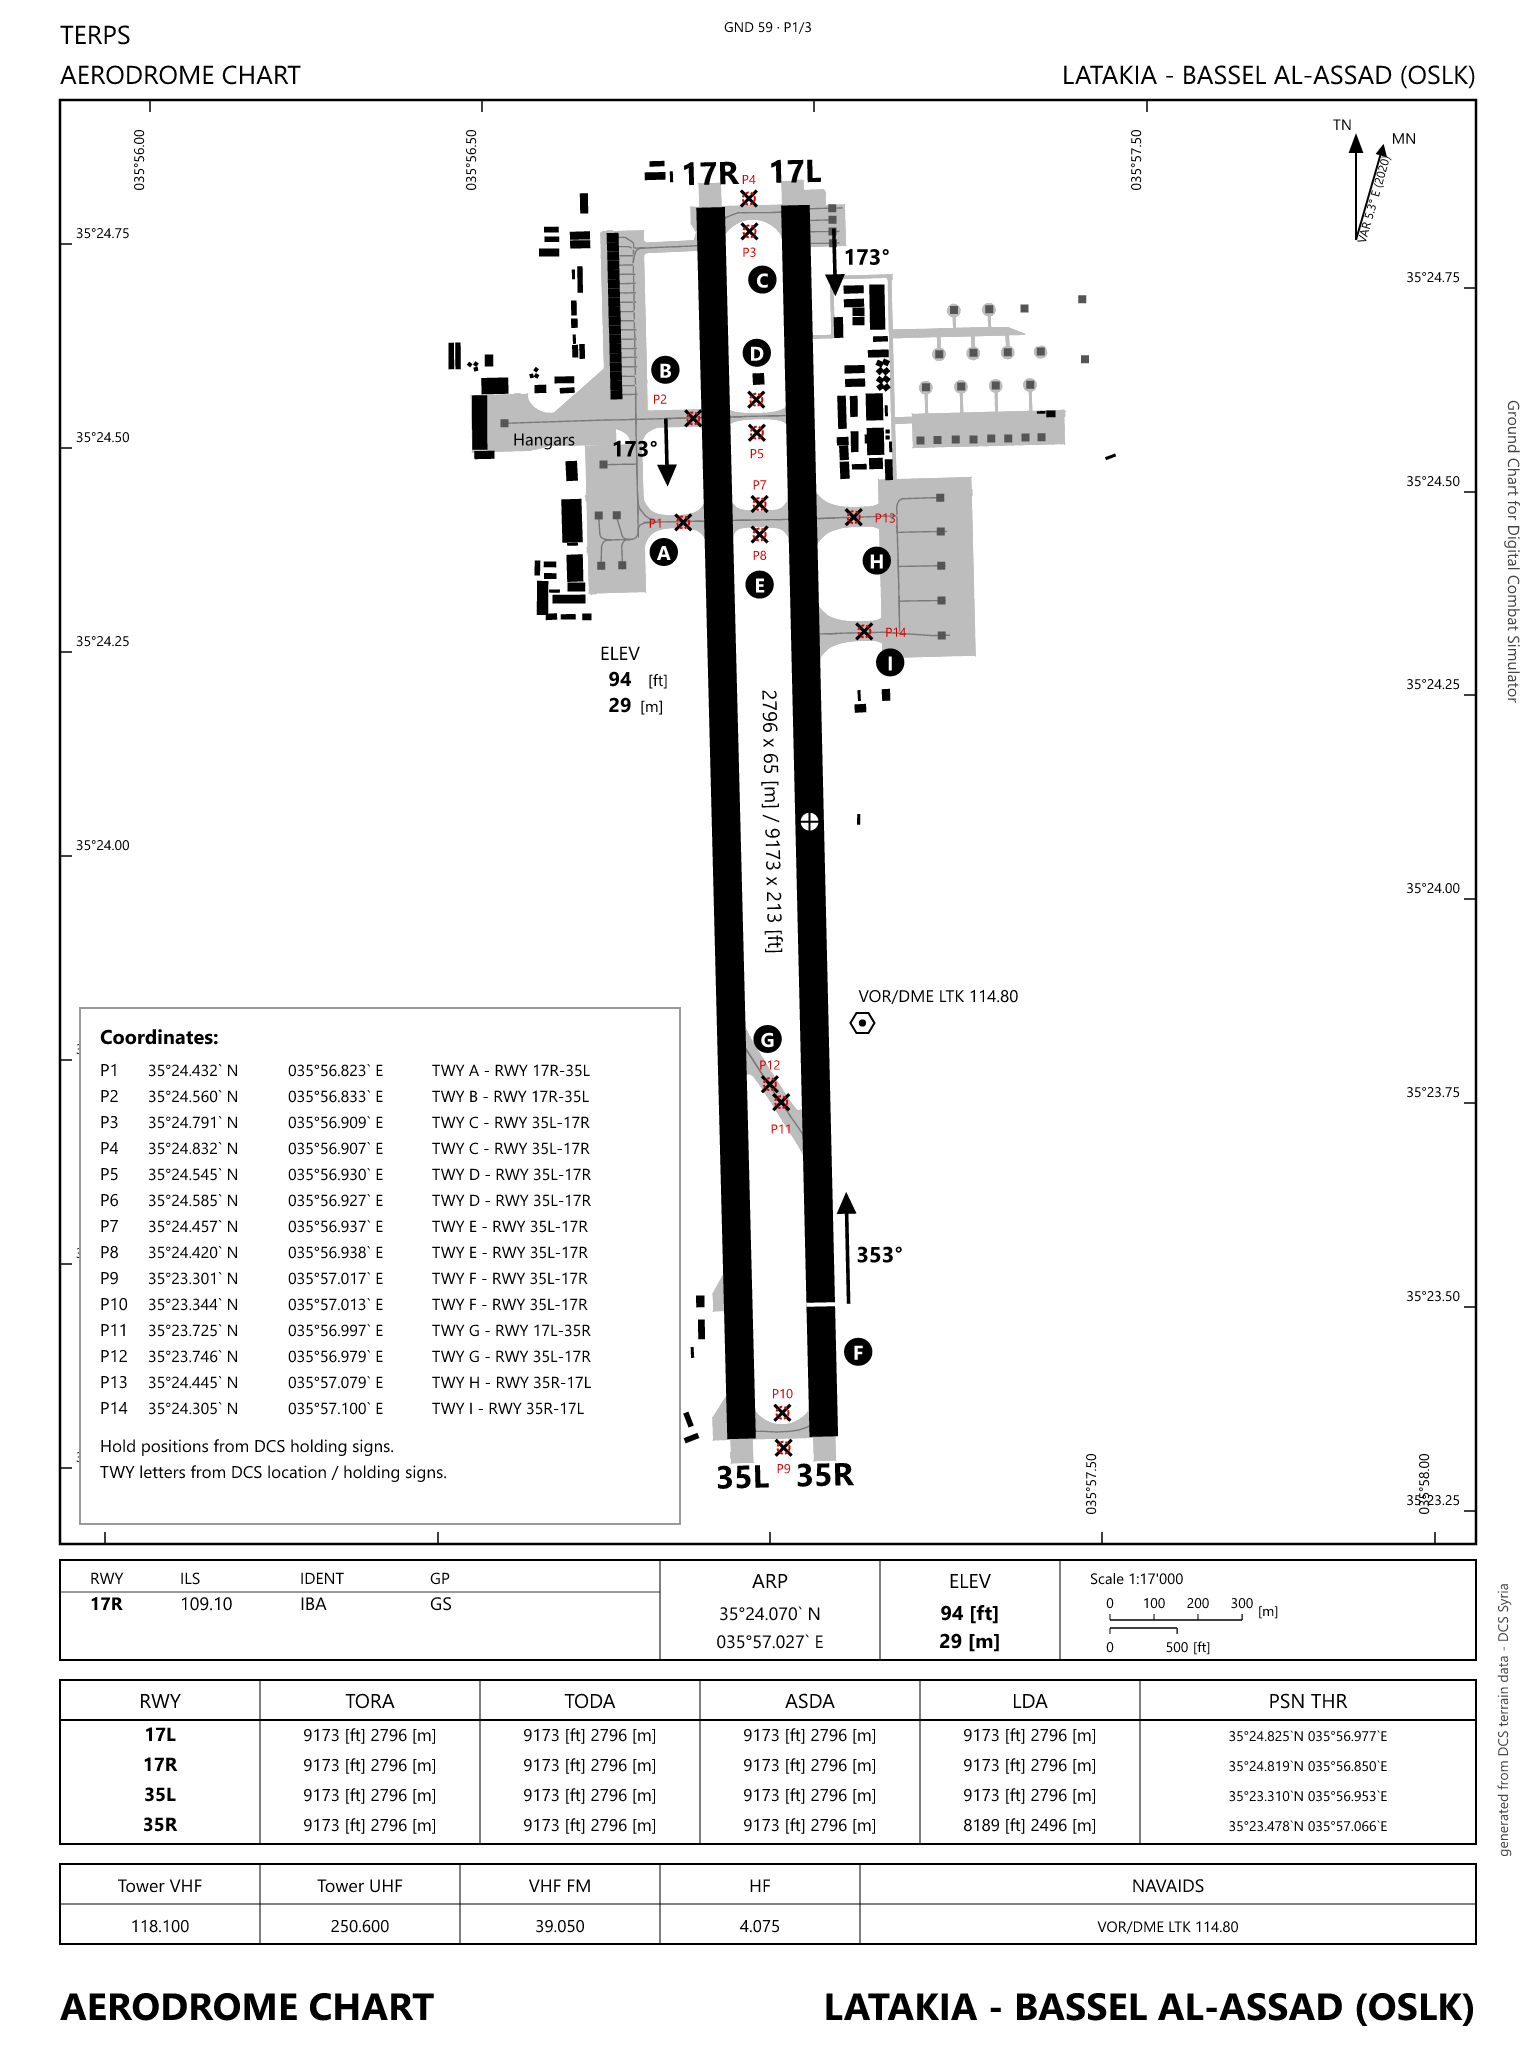 GND 59 · P1/3
TERPS
AERODROME CHART
LATAKIA - BASSEL AL-ASSAD (OSLK)
035°56.00
035°56.50
035°57.50
TN
MN
VAR 5.3° E (2020)
17R
P4
17L
35°24.75
P3
173°
C
35°24.75
D
B
P2
35°24.50
Hangars
173°
P5
P7
35°24.50
P1
P13
A
P8
H
E
35°24.25
P14
ELEV
I
94 [ft]
29 [m]
35°24.25
2796 x 65 [m] / 9173 x 213 [ft]
35°24.00
35°24.00
VOR/DME LTK 114.80
G
P12
35°23.75
P11
353°
35°23.50
F
P10
P9
35L
35R
035°57.50
035°58.00
35°23.25
Coordinates:
P1 35°24.432` N 035°56.823` E TWY A - RWY 17R-35L
P2 35°24.560` N 035°56.833` E TWY B - RWY 17R-35L
P3 35°24.791` N 035°56.909` E TWY C - RWY 35L-17R
P4 35°24.832` N 035°56.907` E TWY C - RWY 35L-17R
P5 35°24.545` N 035°56.930` E TWY D - RWY 35L-17R
P6 35°24.585` N 035°56.927` E TWY D - RWY 35L-17R
P7 35°24.457` N 035°56.937` E TWY E - RWY 35L-17R
P8 35°24.420` N 035°56.938` E TWY E - RWY 35L-17R
P9 35°23.301` N 035°57.017` E TWY F - RWY 35L-17R
P10 35°23.344` N 035°57.013` E TWY F - RWY 35L-17R
P11 35°23.725` N 035°56.997` E TWY G - RWY 17L-35R
P12 35°23.746` N 035°56.979` E TWY G - RWY 35L-17R
P13 35°24.445` N 035°57.079` E TWY H - RWY 35R-17L
P14 35°24.305` N 035°57.100` E TWY I - RWY 35R-17L
Hold positions from DCS holding signs.
TWY letters from DCS location / holding signs.
Ground Chart for Digital Combat Simulator
RWY ILS IDENT GP
17R 109.10 IBA GS
ARP
35°24.070` N
035°57.027` E
ELEV
94 [ft]
29 [m]
Scale 1:17'000
0 100 200 300 [m]
0 500 [ft]
generated from DCS terrain data - DCS Syria
RWY TORA TODA ASDA LDA PSN THR
17L 9173 [ft] 2796 [m] 9173 [ft] 2796 [m] 9173 [ft] 2796 [m] 9173 [ft] 2796 [m] 35°24.825`N 035°56.977`E
17R 9173 [ft] 2796 [m] 9173 [ft] 2796 [m] 9173 [ft] 2796 [m] 9173 [ft] 2796 [m] 35°24.819`N 035°56.850`E
35L 9173 [ft] 2796 [m] 9173 [ft] 2796 [m] 9173 [ft] 2796 [m] 9173 [ft] 2796 [m] 35°23.310`N 035°56.953`E
35R 9173 [ft] 2796 [m] 9173 [ft] 2796 [m] 9173 [ft] 2796 [m] 8189 [ft] 2496 [m] 35°23.478`N 035°57.066`E
Tower VHF Tower UHF VHF FM HF NAVAIDS
118.100 250.600 39.050 4.075 VOR/DME LTK 114.80
AERODROME CHART
LATAKIA - BASSEL AL-ASSAD (OSLK)